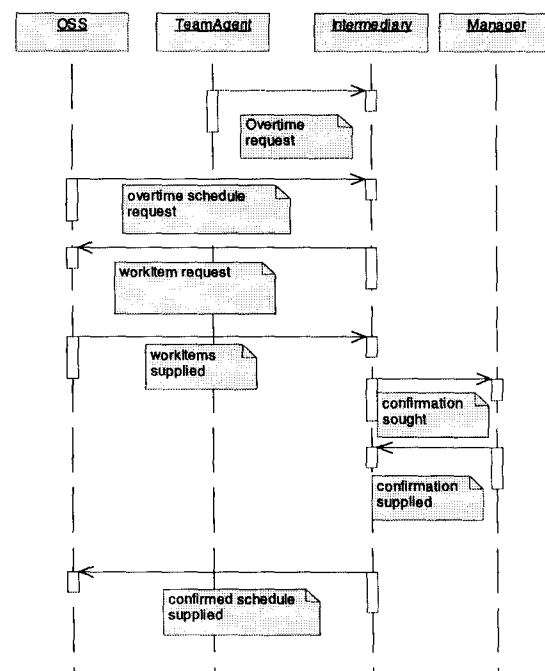 OSS
TeamAgent
Intermediary
Manager
Overtime
request
overtime schedule
request
workItem request
workItems
supplied
confirmation
sought
confirmation
supplied
confirmed schedule
supplied